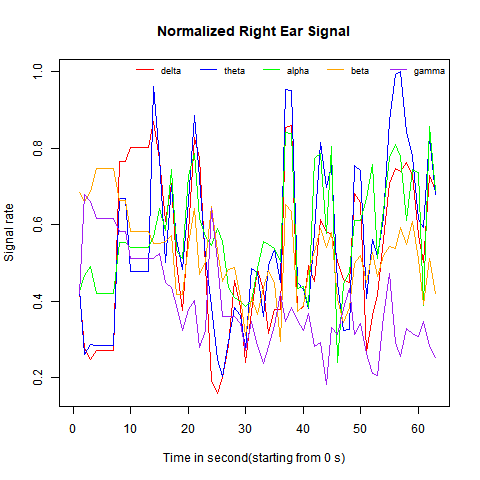 Normalized Right Ear Signal
delta theta alpha beta gamma
Signal rate
1.0
0.8
0.6
0.4
0.2
0 10 20 30 40 50 60
Time in second(starting from 0 s)